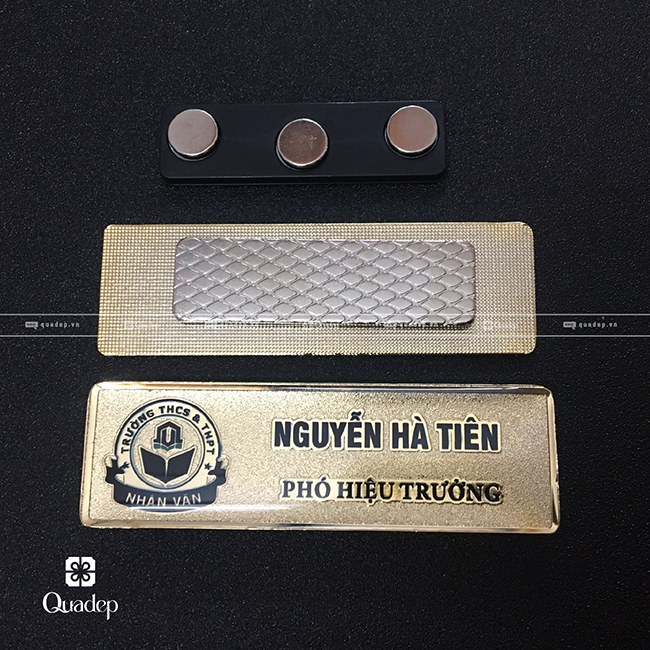 quadep.vn
quadep.vn
TRƯỜNG THCS & THPT
NHÂN VĂN
NGUYỄN HÀ TIÊN
PHÓ HIỆU TRƯỞNG
Quadep